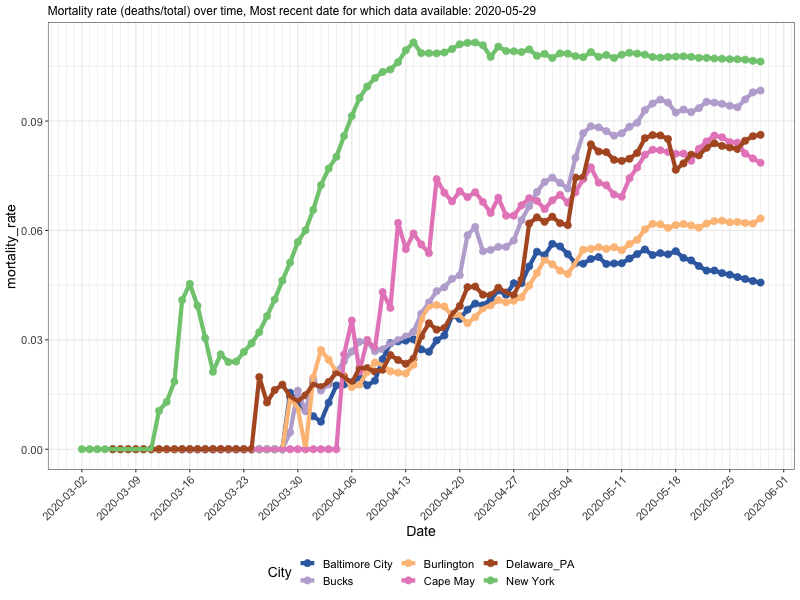 Mortality rate (deaths/total) over time, Most recent date for which data available: 2020-05-29
mortality_rate
0.09
0.06
0.03
0.00
2020-03-02
2020-03-09
2020-03-16
2020-03-23
2020-03-30
2020-04-06
2020-04-13
2020-04-20
2020-04-27
2020-05-04
2020-05-11
2020-05-18
2020-05-25
2020-06-01
Date
City
Baltimore City
Burlington
Delaware_PA
Bucks
Cape May
New York